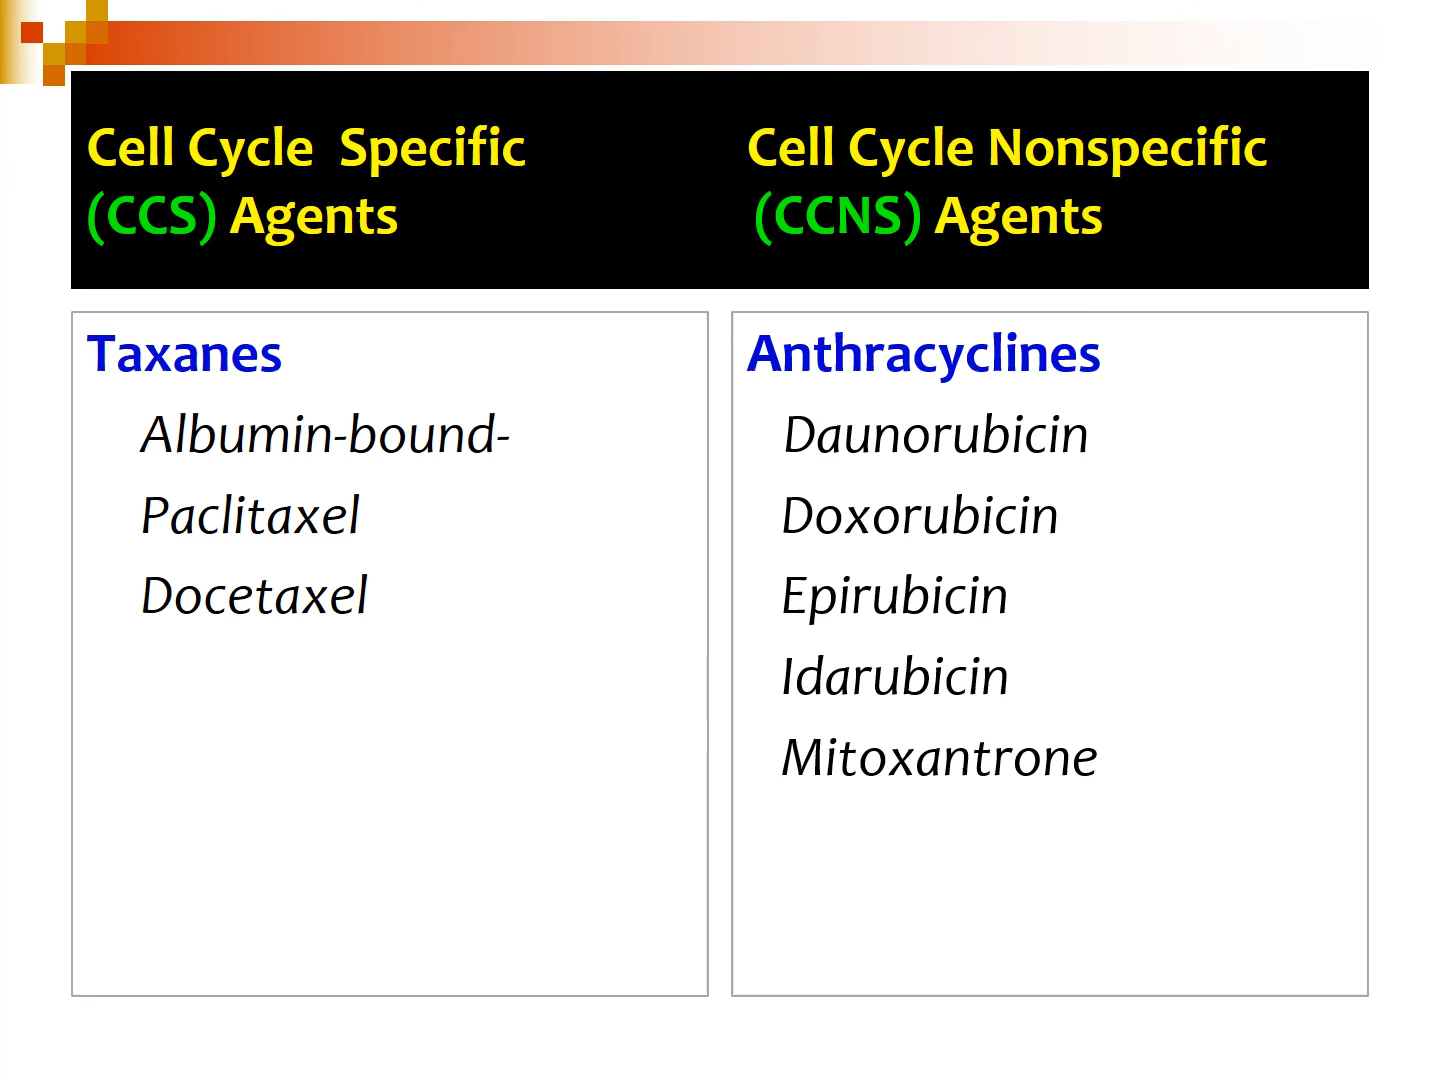 Cell Cycle  Specific
(CCS) Agents
Cell Cycle Nonspecific
(CCNS) Agents
Taxanes
Albumin-bound-
Paclitaxel
Docetaxel
Anthracyclines
Daunorubicin
Doxorubicin
Epirubicin
Idarubicin
Mitoxantrone